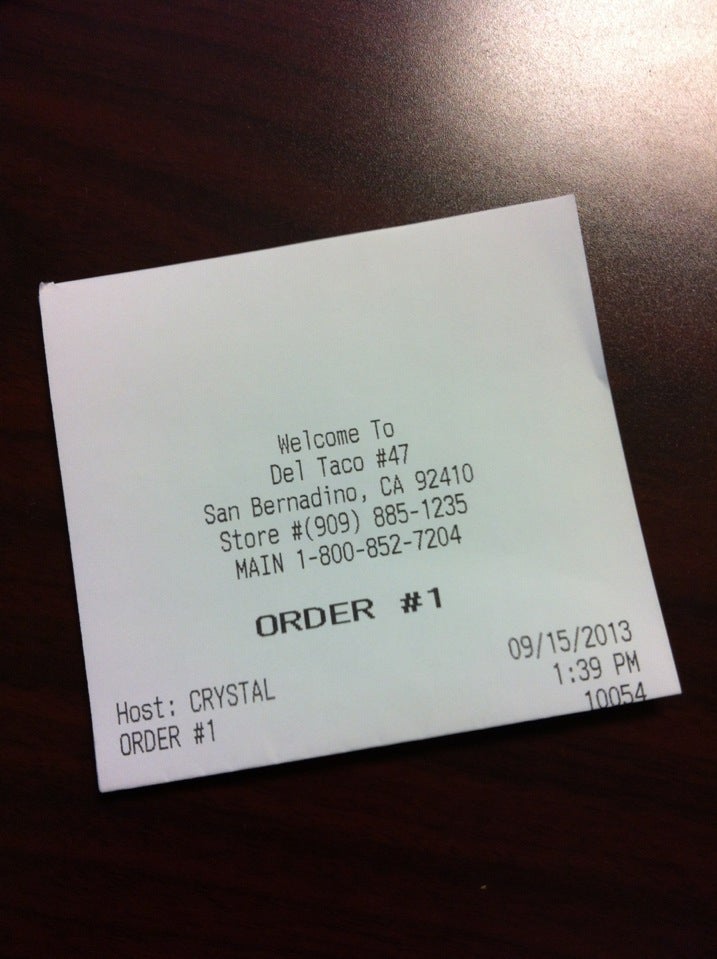 Welcome To
Del Taco #47
San Bernadino, CA 92410
Store #(909) 885-1235
MAIN 1-800-852-7204
ORDER #1
09/15/2013
Host: CRYSTAL 1:39 PM
ORDER #1 10054